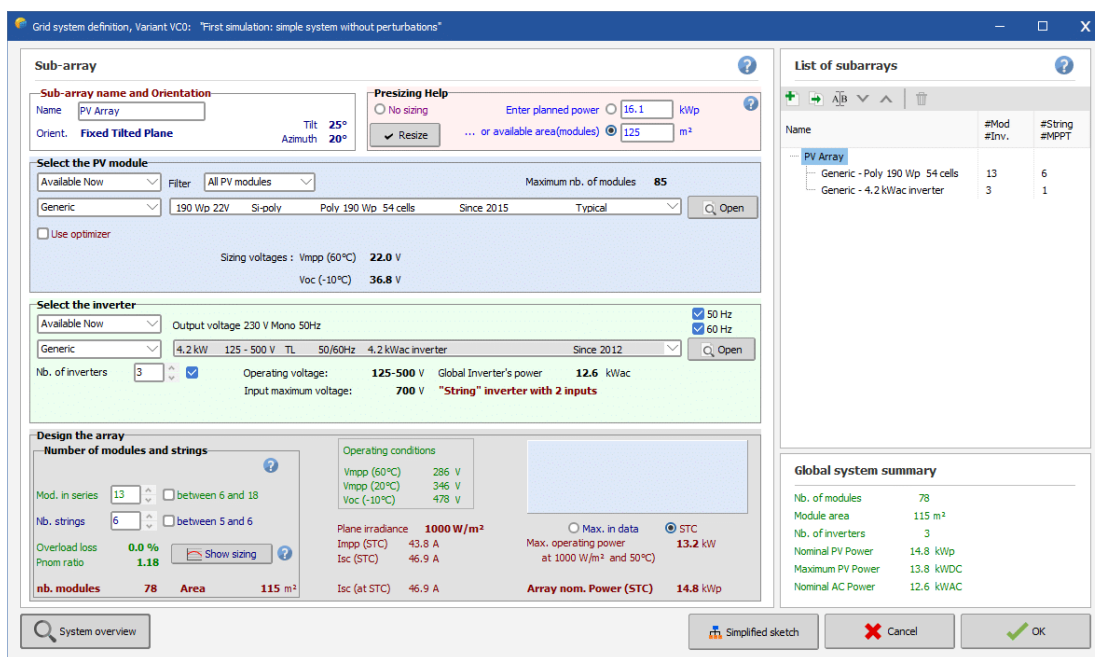 Grid system definition, Variant VC0: "First simulation: simple system without perturbations"
Sub-array
Sub-array name and Orientation
Name PV Array
Orient. Fixed Tilted Plane
Tilt 25°
Azimuth 20°
Presizing Help
No sizing Enter planned power 16.1 kWp
Resize ... or available area(modules) 125 m²
Select the PV module
Available Now Filter All PV modules Maximum nb. of modules 85
Generic 190 Wp 22V Si-poly Poly 190 Wp 54 cells Since 2015 Typical Open
Use optimizer
Sizing voltages : Vmpp (60°C) 22.0 V
Voc (-10°C) 36.8 V
Select the inverter
Available Now Output voltage 230 V Mono 50Hz
50 Hz
60 Hz
Generic 4.2 kW 125 - 500 V TL 50/60Hz 4.2 kWac inverter Since 2012 Open
Nb. of inverters 3 Operating voltage: 125-500 V Global Inverter's power 12.6 kWac
Input maximum voltage: 700 V "String" inverter with 2 inputs
Design the array
Number of modules and strings
Mod. in series 13 between 6 and 18
Nb. strings 6 between 5 and 6
Overload loss 0.0 %
Pnom ratio 1.18
Show sizing
nb. modules 78 Area 115 m²
Operating conditions
Vmpp (60°C) 286 V
Vmpp (20°C) 346 V
Voc (-10°C) 478 V
Plane irradiance 1000 W/m²
Impp (STC) 43.8 A
Isc (STC) 46.9 A
Isc (at STC) 46.9 A
Max. in data STC
Max. operating power 13.2 kW
at 1000 W/m² and 50°C)
Array nom. Power (STC) 14.8 kWp
List of subarrays
Name #Mod #String
#Inv. #MPPT
PV Array
Generic - Poly 190 Wp 54 cells 13 6
Generic - 4.2 kWac inverter 3 1
Global system summary
Nb. of modules 78
Module area 115 m²
Nb. of inverters 3
Nominal PV Power 14.8 kWp
Maximum PV Power 13.8 kWDC
Nominal AC Power 12.6 kWAC
System overview Simplified sketch Cancel OK